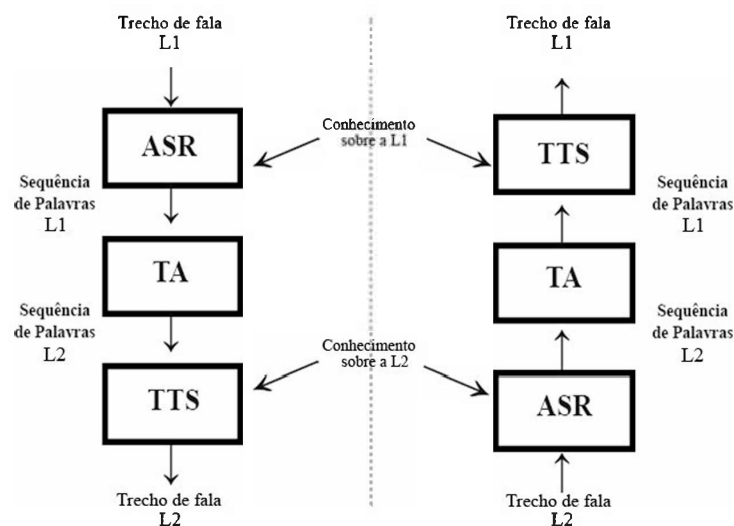 Trecho de fala
L1
ASR
Sequência
de Palavras
L1
TA
Sequência
de Palavras
L2
TTS
Trecho de fala
L2
Conhecimento
sobre a L1
Conhecimento
sobre a L2
Trecho de fala
L1
TTS
Sequência
de Palavras
L1
TA
Sequência
de Palavras
L2
ASR
Trecho de fala
L2